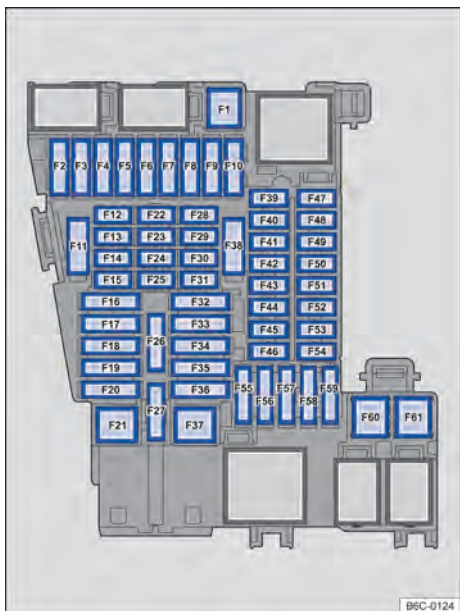 F1
F2 F3 F4 F5 F6 F7 F8 F9 F10
F11
F12 F22 F28
F13 F23 F29
F14 F24 F30
F15 F25 F31
F38
F39 F47
F40 F48
F41 F49
F42 F50
F43 F51
F44 F52
F45 F53
F46 F54
F16 F32
F17 F33
F18 F34
F19 F35
F20 F36
F26
F27
F21 F37
F55 F56 F57 F58 F59
F60 F61
B6C-0124